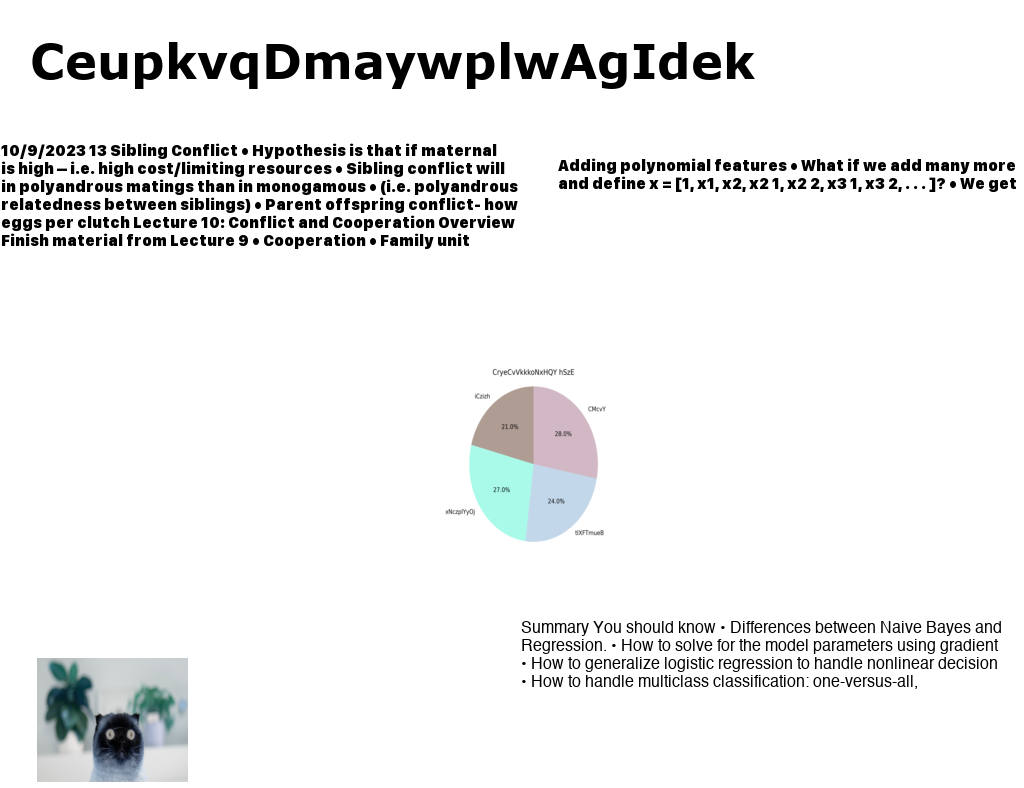 CeupkvqDmaywplwAgIdek
10/9/2023 13 Sibling Conflict • Hypothesis is that if maternal
is high – i.e. high cost/limiting resources • Sibling conflict will
in polyandrous matings than in monogamous • (i.e. polyandrous
relatedness between siblings) • Parent offspring conflict- how
eggs per clutch Lecture 10: Conflict and Cooperation Overview
Finish material from Lecture 9 • Cooperation • Family unit
Adding polynomial features • What if we add many more
and define x = [1, x1, x2, x2 1, x2 2, x3 1, x3 2, . . . ]? • We get
CryeCvVkkkoNxHQY hSzE
iCzizh
CMcvY
21.0%
28.0%
27.0%
24.0%
xNczplYyOj
tIXFTmueB
Summary You should know • Differences between Naive Bayes and
Regression. • How to solve for the model parameters using gradient
• How to generalize logistic regression to handle nonlinear decision
• How to handle multiclass classification: one-versus-all,